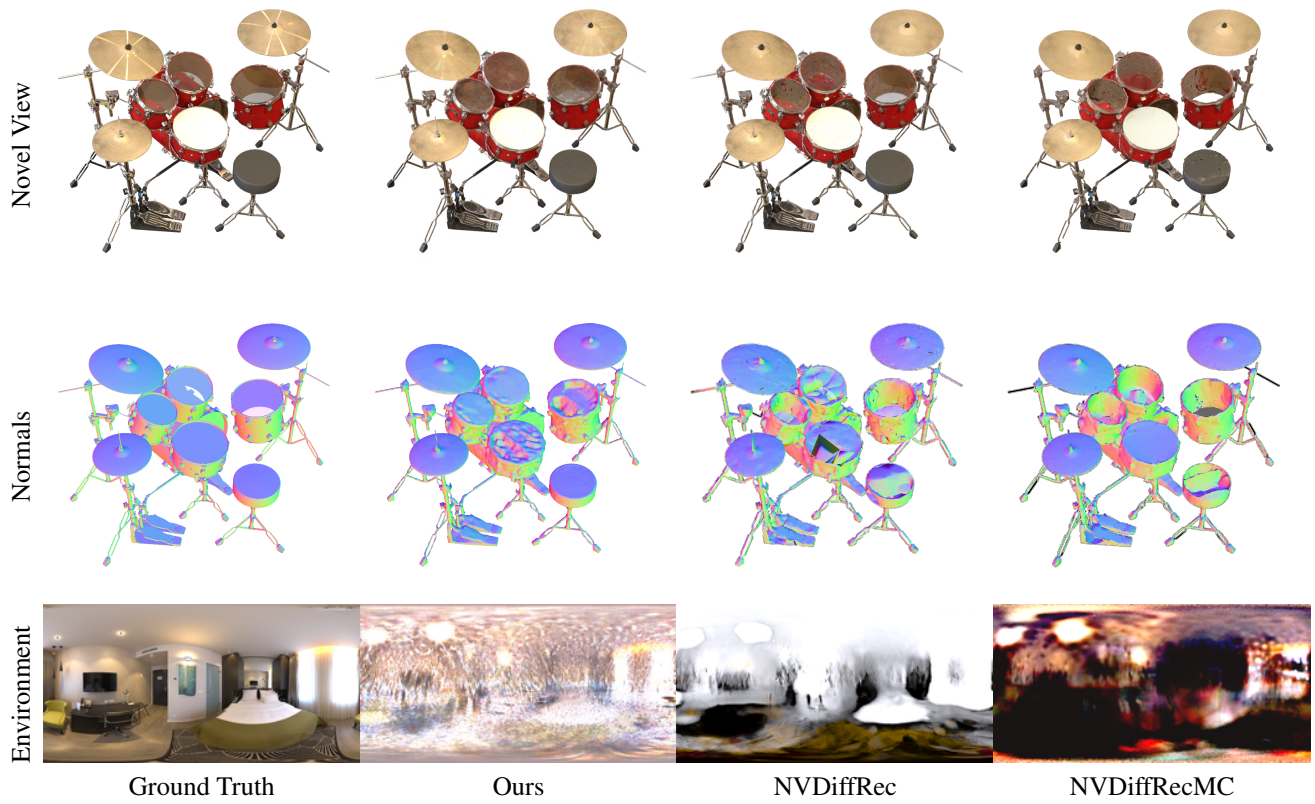 Novel View
Normals
Environment
Ground Truth
Ours
NVDiffRec
NVDiffRecMC